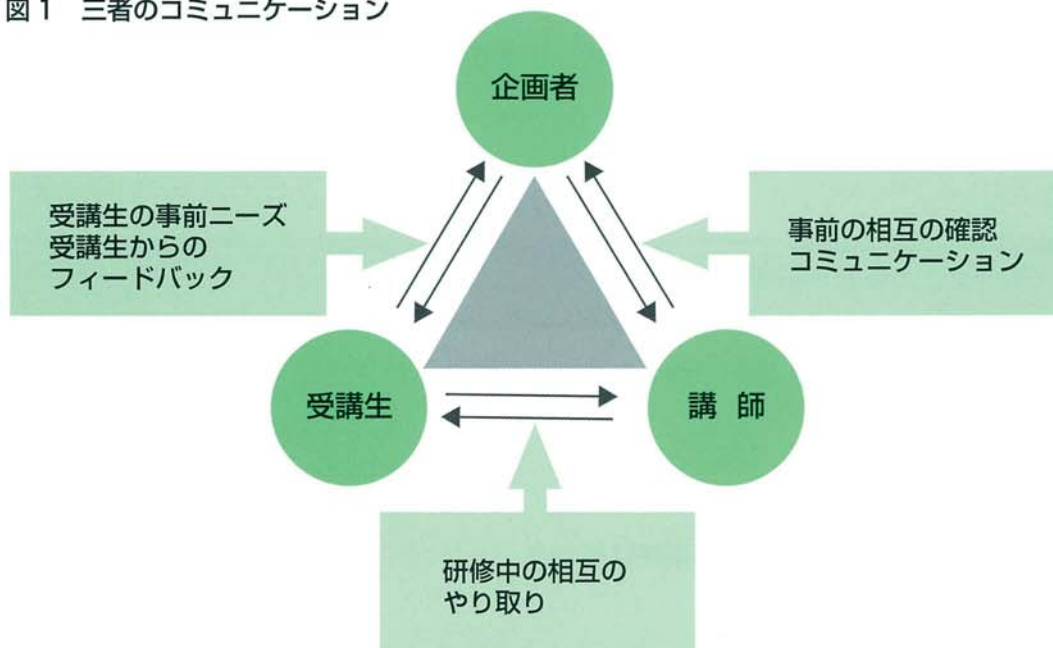 図1 三者のコミュニケーション
企画者
受講生の事前ニーズ
受講生からの
フィードバック
事前の相互の確認
コミュニケーション
受講生
講 師
研修中の相互の
やり取り